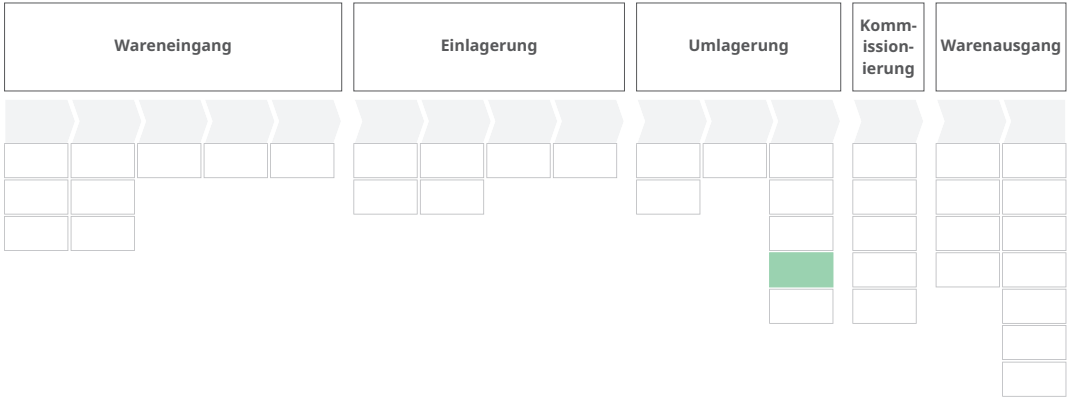 Wareneingang
Einlagerung
Umlagerung
Komm-
ission-
ierung
Warenausgang